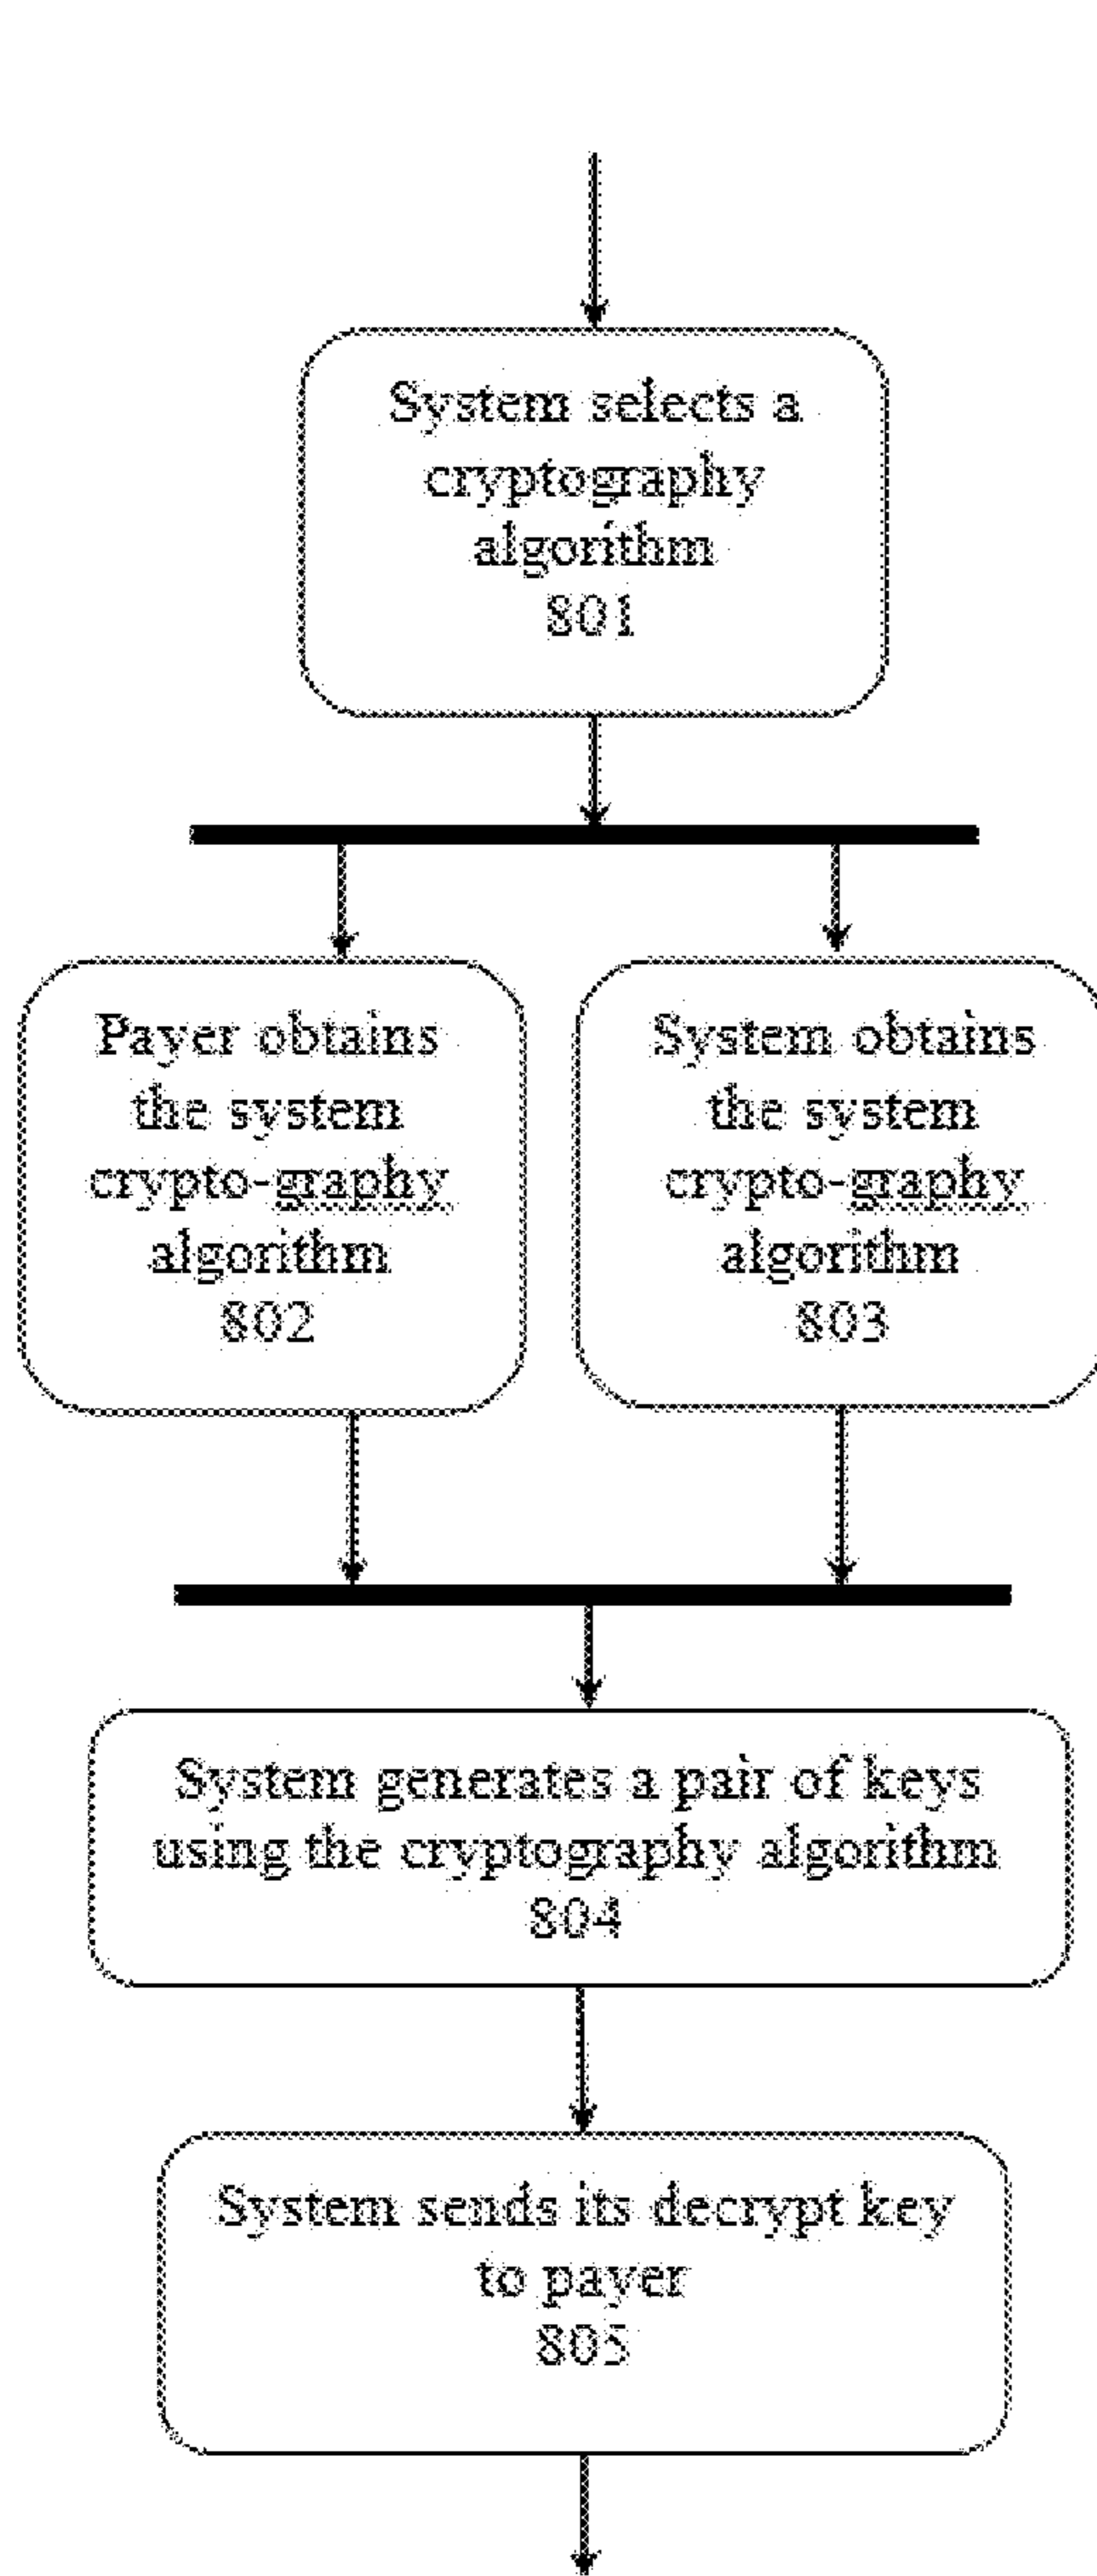 System selects a
cryptography
algorithm
801
Payer obtains
the system
crypto-graphy
algorithm
802
System obtains
the system
crypto-graphy
algorithm
803
System generates a pair of keys
using the cryptography algorithm
804
System sends its decrypt key
to payer
805